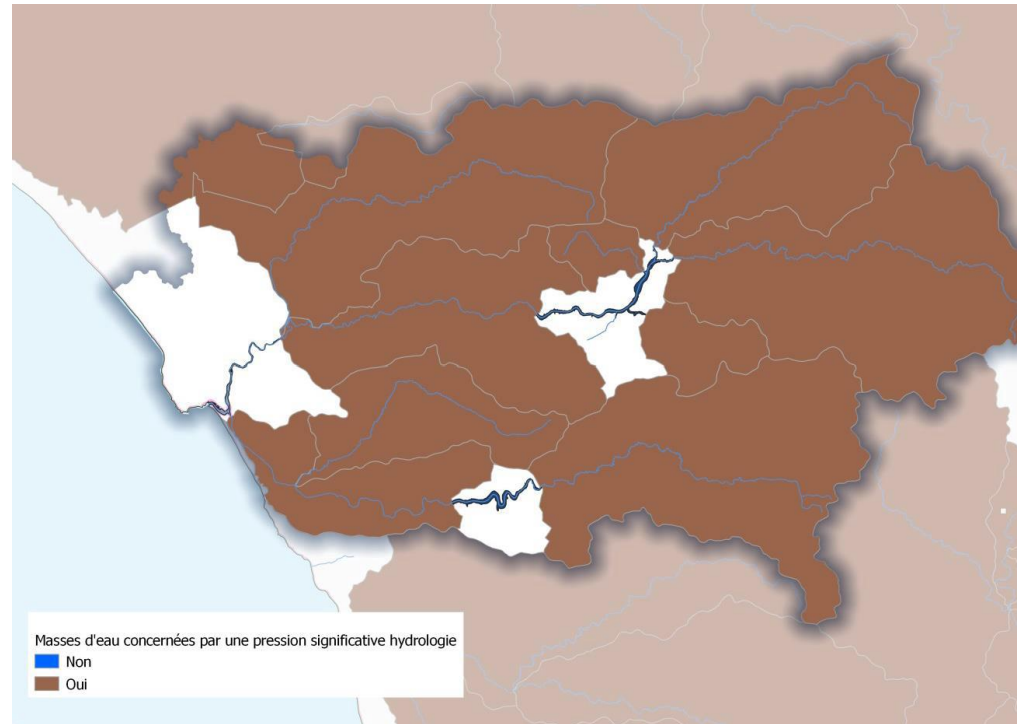 Masses d'eau concernées par une pression significative hydrologie
Non
Oui